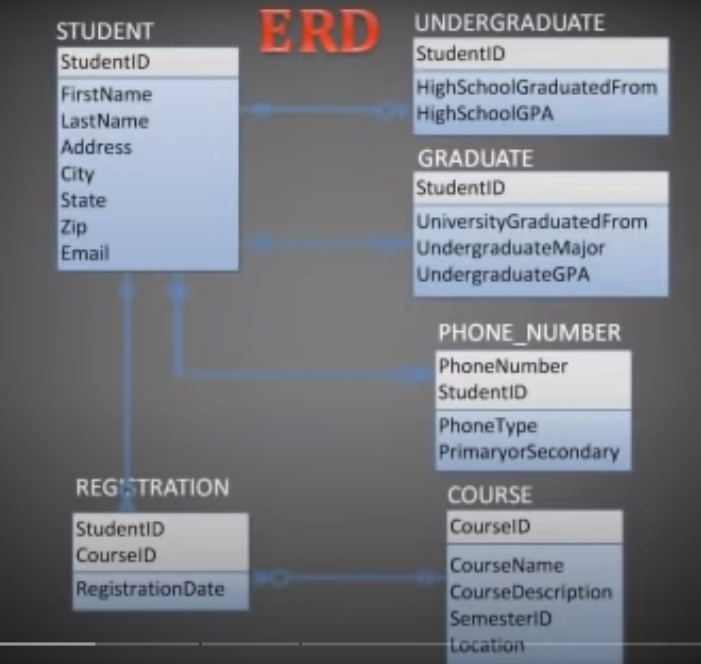 ERD
STUDENT
StudentID
FirstName
LastName
Address
City
State
Zip
Email
UNDERGRADUATE
StudentID
HighSchoolGraduatedFrom
HighSchoolGPA
GRADUATE
StudentID
UniversityGraduatedFrom
UndergraduateMajor
UndergraduateGPA
PHONE_NUMBER
PhoneNumber
StudentID
PhoneType
PrimaryorSecondary
REGISTRATION
StudentID
CourseID
RegistrationDate
COURSE
CourseID
CourseName
CourseDescription
SemesterID
Location